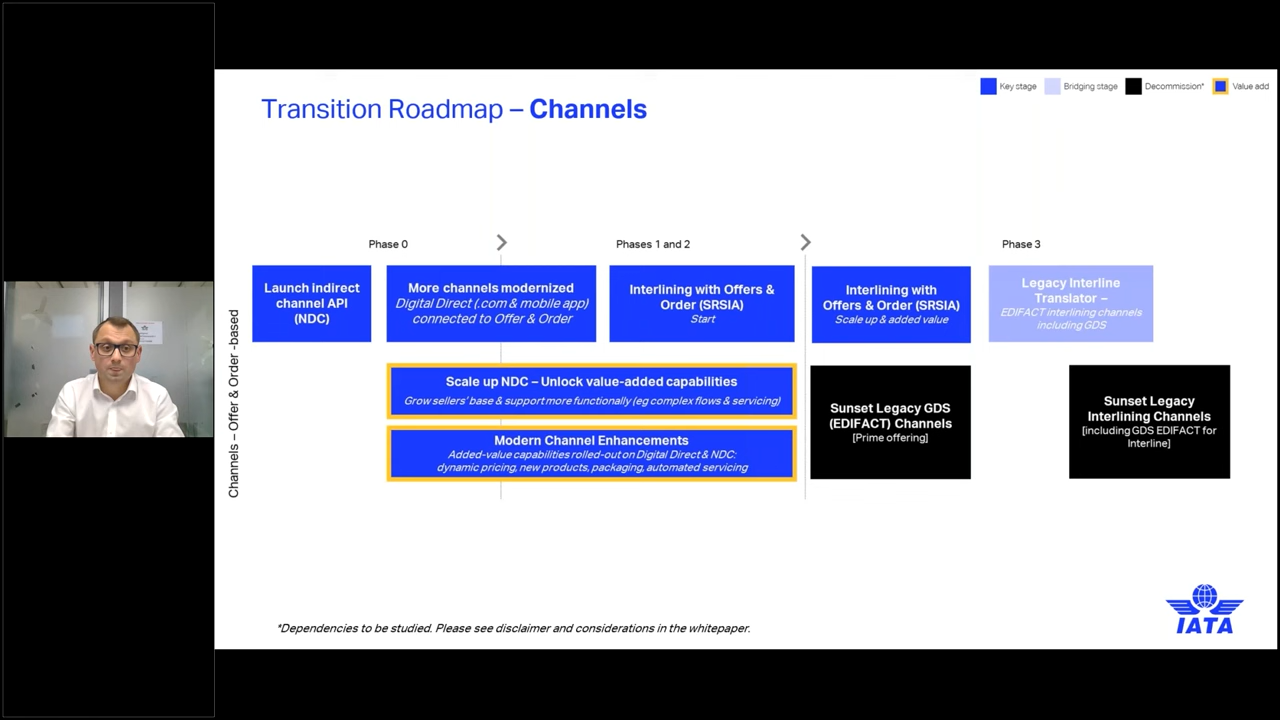 Key stage
Bridging stage
Decommission*
Value add
Transition Roadmap – Channels
Phase 0
Phases 1 and 2
Phase 3
Channels – Offer & Order -based
Launch indirect
channel API
(NDC)
More channels modernized
Digital Direct (.com & mobile app)
connected to Offer & Order
Interlining with Offers &
Order (SRSIA)
Start
Interlining with
Offers & Order (SRSIA)
Scale up & added value
Legacy Interline
Translator –
EDIFACT interlining channels
including GDS
Scale up NDC – Unlock value-added capabilities
Grow sellers' base & support more functionally (eg complex flows & servicing)
Modern Channel Enhancements
Added-value capabilities rolled-out on Digital Direct & NDC:
dynamic pricing, new products, packaging, automated servicing
Sunset Legacy GDS
(EDIFACT) Channels
[Prime offering]
Sunset Legacy
Interlining Channels
[including GDS EDIFACT for
Interline]
*Dependencies to be studied. Please see disclaimer and considerations in the whitepaper.
IATA